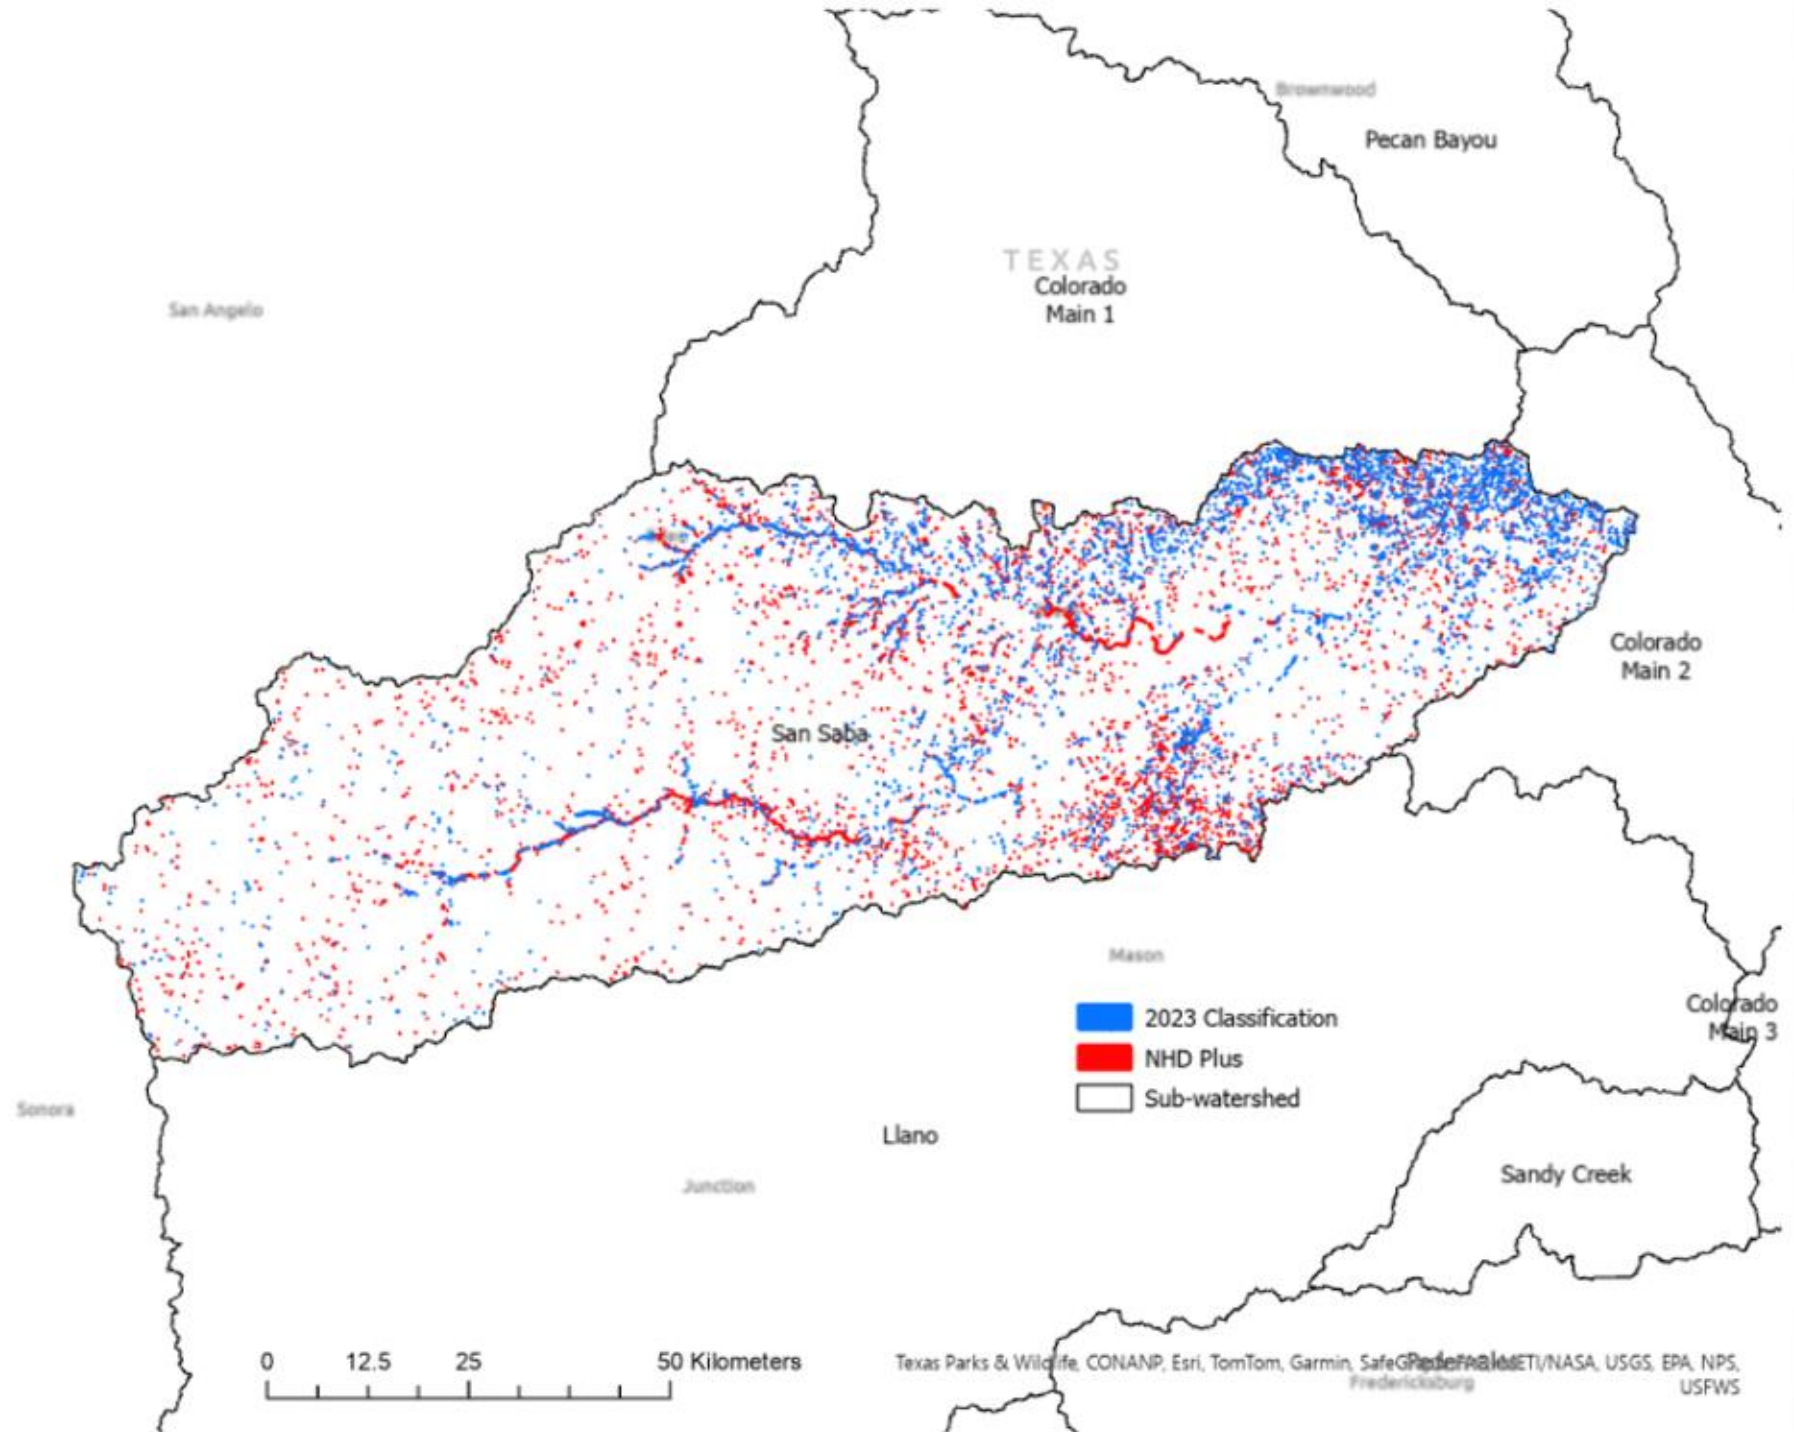 Brownwood
Pecan Bayou
TEXAS
San Angelo
Colorado
Main 1
Colorado
Main 2
San Saba
Mason
2023 Classification
Colorado
Main 3
NHD Plus
Sub-watershed
Sonora
Llano
Sandy Creek
Junction
0 12.5 25 50 Kilometers
Texas Parks & Wildlife, CONANP, Esri, TomTom, Garmin, METI/NASA, USGS, EPA, NPS,
USFWS
Fredericksburg